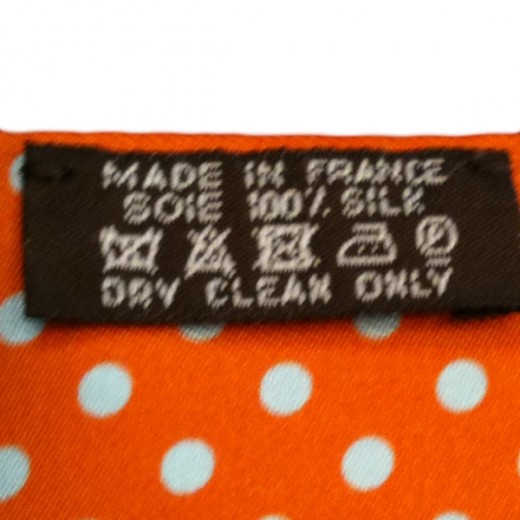 MADE IN FRANCE
SOIE 100% SILK
DRY CLEAN ONLY